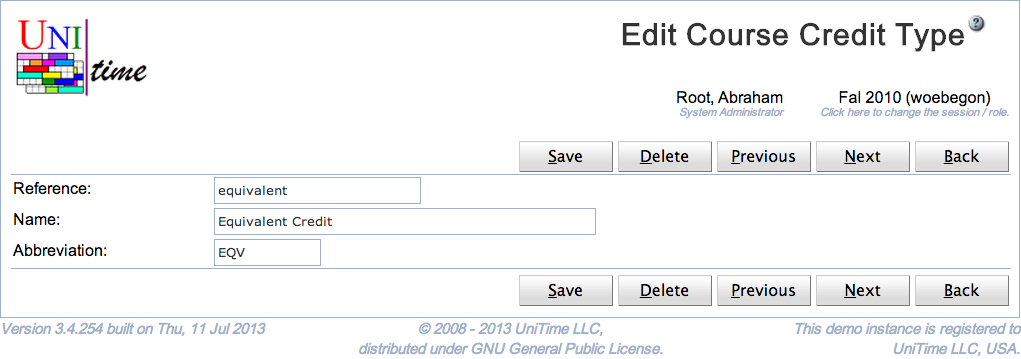 UNI
time
Edit Course Credit Type ?
Root, Abraham Fal 2010 (woebegon)
System Administrator Click here to change the session / role.
Save Delete Previous Next Back
Reference: equivalent
Name: Equivalent Credit
Abbreviation: EQV
Save Delete Previous Next Back
Version 3.4.254 built on Thu, 11 Jul 2013 © 2008 - 2013 UniTime LLC, This demo instance is registered to
distributed under GNU General Public License. UniTime LLC, USA.